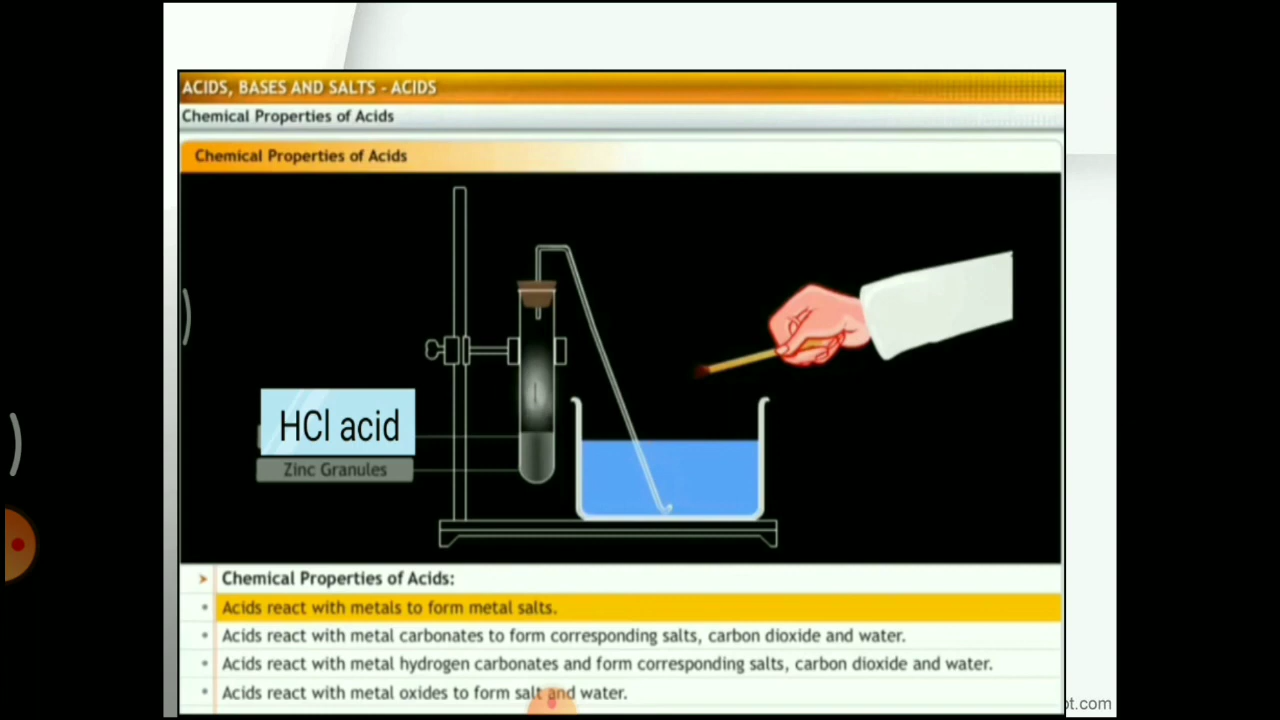 ACIDS, BASES AND SALTS - ACIDS
Chemical Properties of Acids
Chemical Properties of Acids
HCl acid
Zinc Granules
Chemical Properties of Acids:
Acids react with metals to form metal salts.
Acids react with metal carbonates to form corresponding salts, carbon dioxide and water.
Acids react with metal hydrogen carbonates and form corresponding salts, carbon dioxide and water.
Acids react with metal oxides to form salt and water.
pt.com